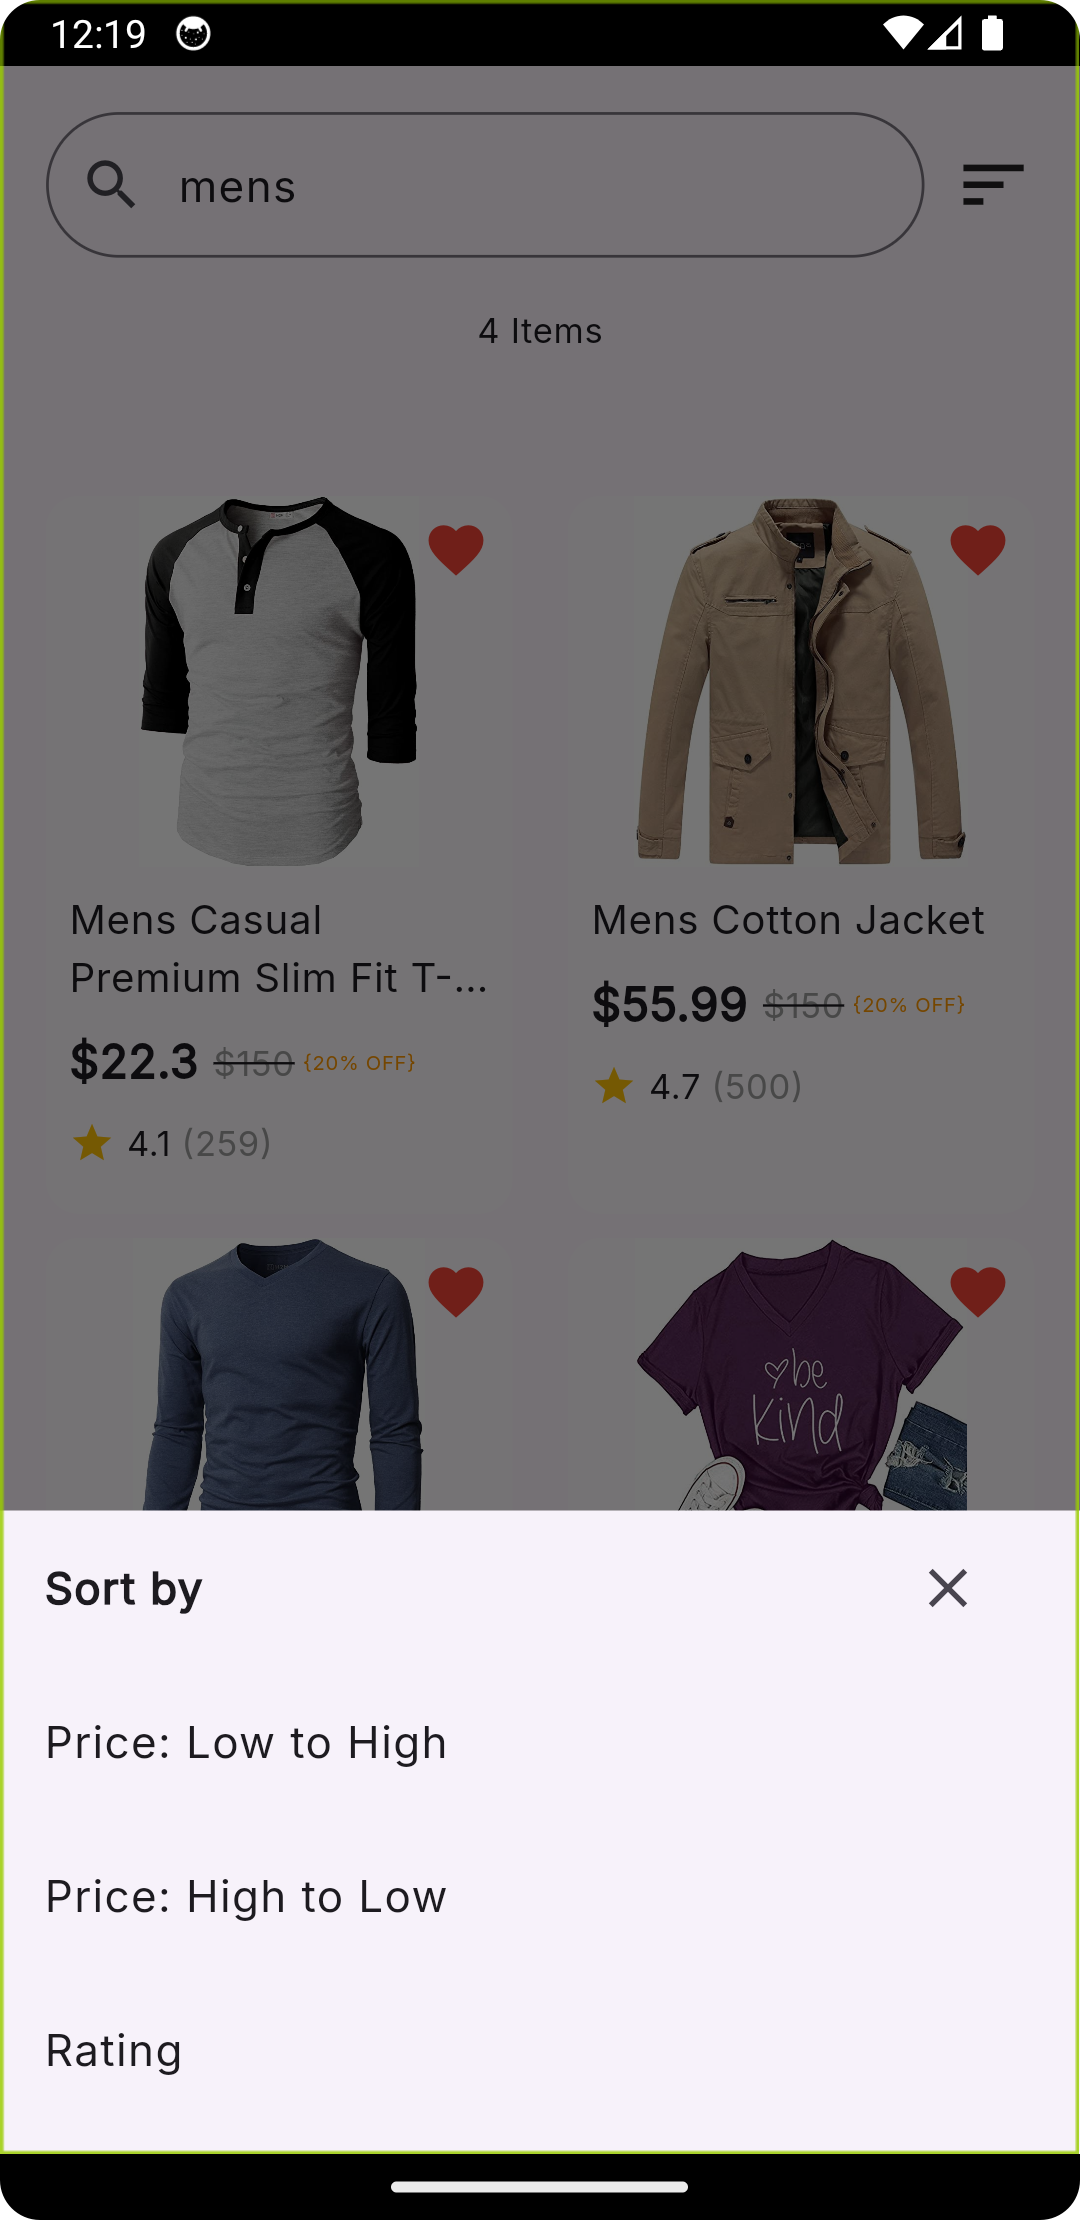 12:19
mens
4 Items
Mens Casual
Premium Slim Fit T-...
$22.3 $150 {20% OFF}
4.1 (259)
Mens Cotton Jacket
$55.99 $150 {20% OFF}
4.7 (500)
be
kind
Sort by
Price: Low to High
Price: High to Low
Rating